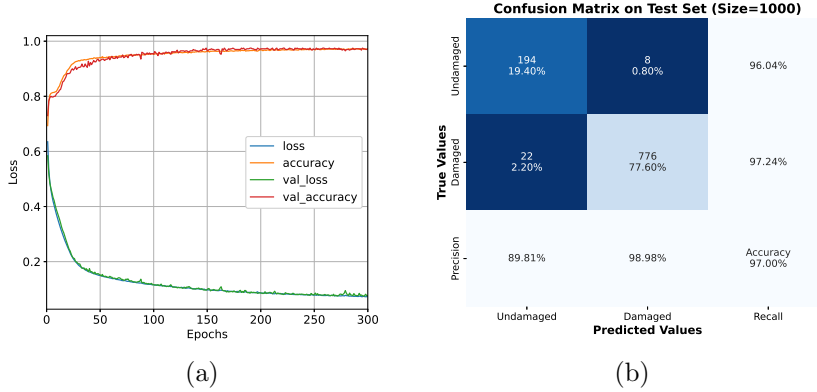 1.0
0.8
0.6
0.4
0.2
Loss
0
50
100
150
200
250
300
Epochs
loss
accuracy
val_loss
val_accuracy
(a)
Confusion Matrix on Test Set (Size=1000)
True Values
Undamaged
194
19.40%
8
0.80%
96.04%
Damaged
22
2.20%
776
77.60%
97.24%
Precision
89.81%
98.98%
Accuracy
97.00%
Undamaged
Damaged
Recall
Predicted Values
(b)